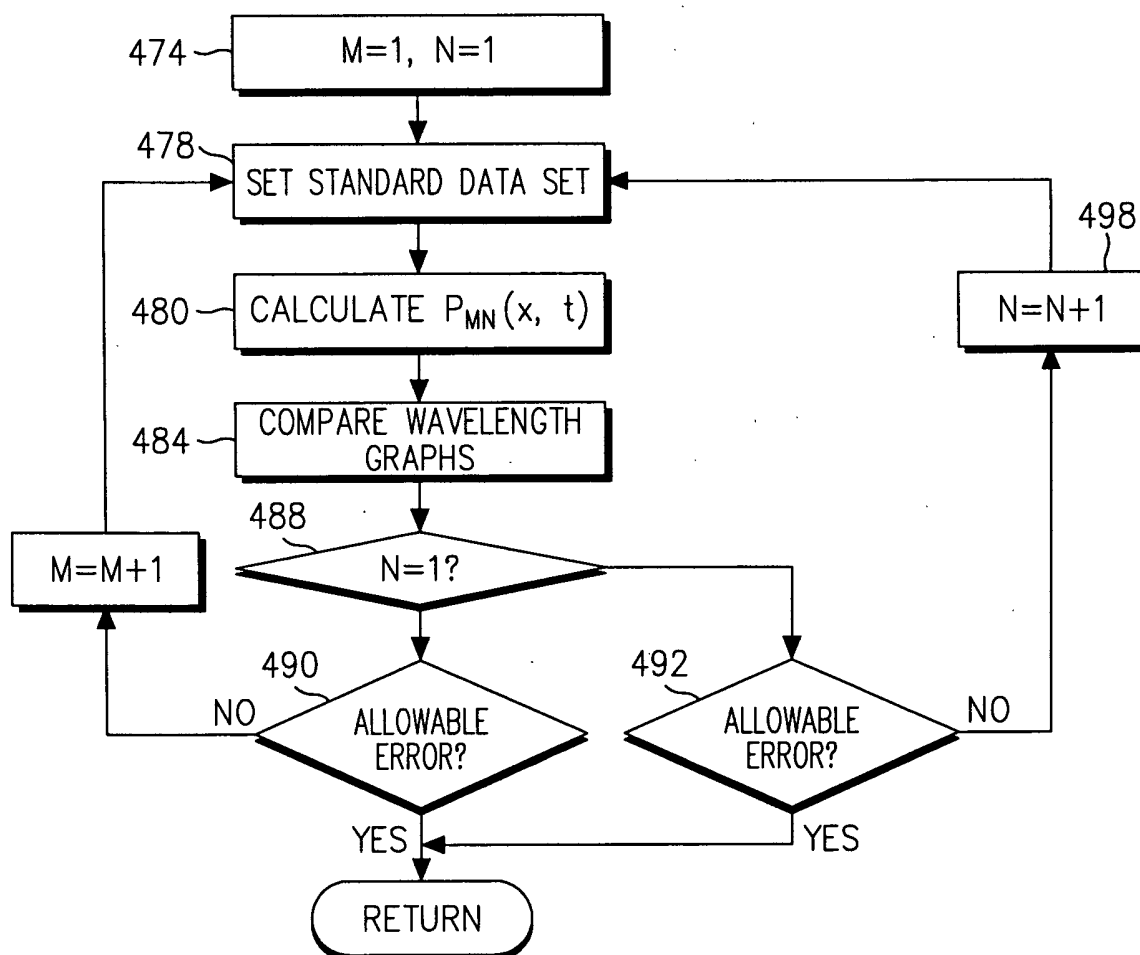 474
M=1, N=1
478
SET STANDARD DATA SET
498
480
CALCULATE P_MN(x, t)
N=N+1
484
COMPARE WAVELENGTH
GRAPHS
488
M=M+1
N=1?
490
492
NO
ALLOWABLE
ERROR?
ALLOWABLE
ERROR?
NO
YES
YES
RETURN